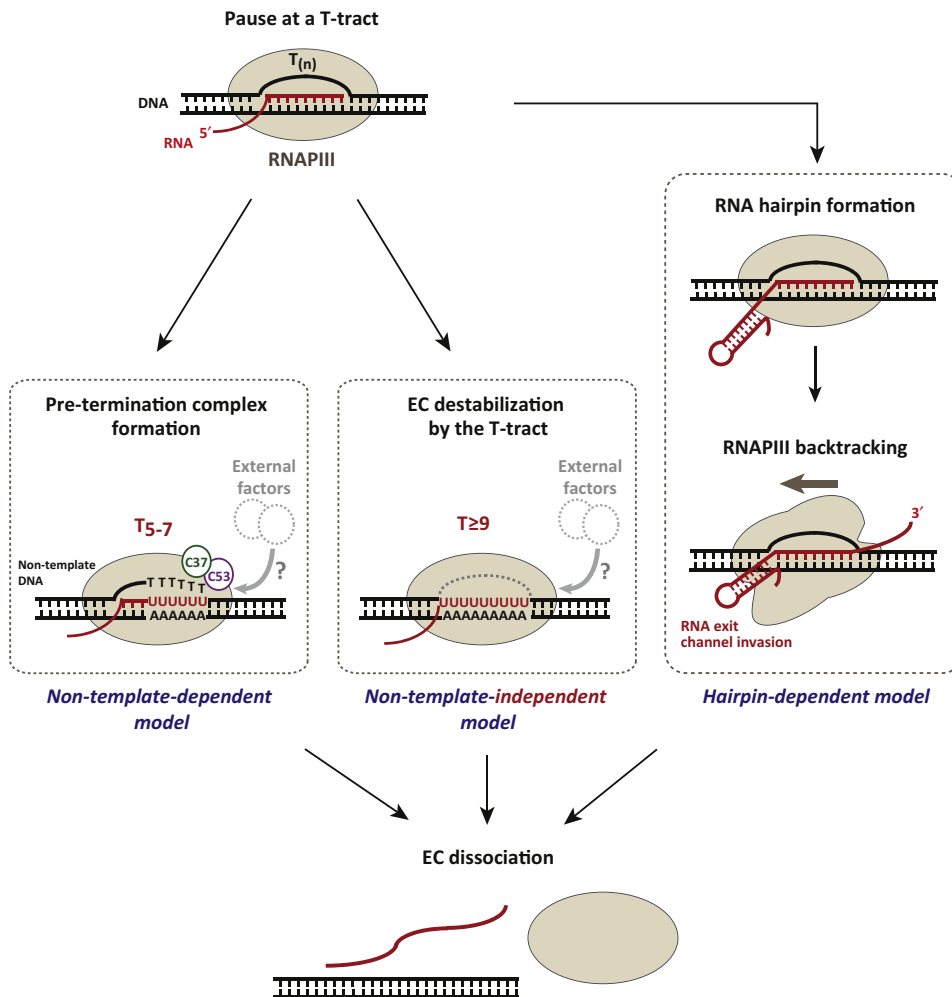 Pause at a T-tract
T(n)
DNA
RNA 5′
RNAPIII
RNA hairpin formation
RNAPIII backtracking
3′
RNA exit
channel invasion
Hairpin-dependent model
Pre-termination complex
formation
External
factors
T5-7
C37
C53
?
Non-template
DNA
TTTTTT
UUUUUU
AAAAAA
Non-template-dependent
model
EC destabilization
by the T-tract
External
factors
T≥9
?
UUUUUUUUU
AAAAAAAAA
Non-template-independent
model
EC dissociation